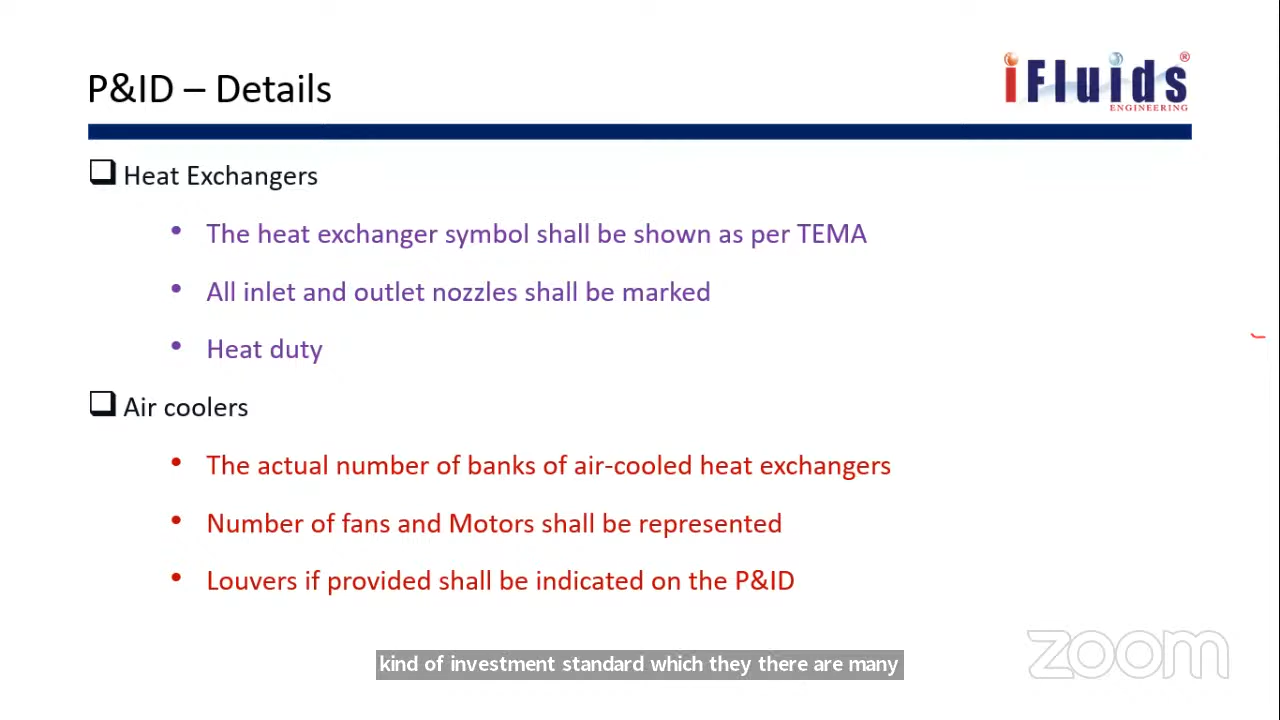 P&ID – Details
iFluids®
ENGINEERING
Heat Exchangers
• The heat exchanger symbol shall be shown as per TEMA
• All inlet and outlet nozzles shall be marked
• Heat duty
Air coolers
• The actual number of banks of air-cooled heat exchangers
• Number of fans and Motors shall be represented
• Louvers if provided shall be indicated on the P&ID
kind of investment standard which they there are many
zoom